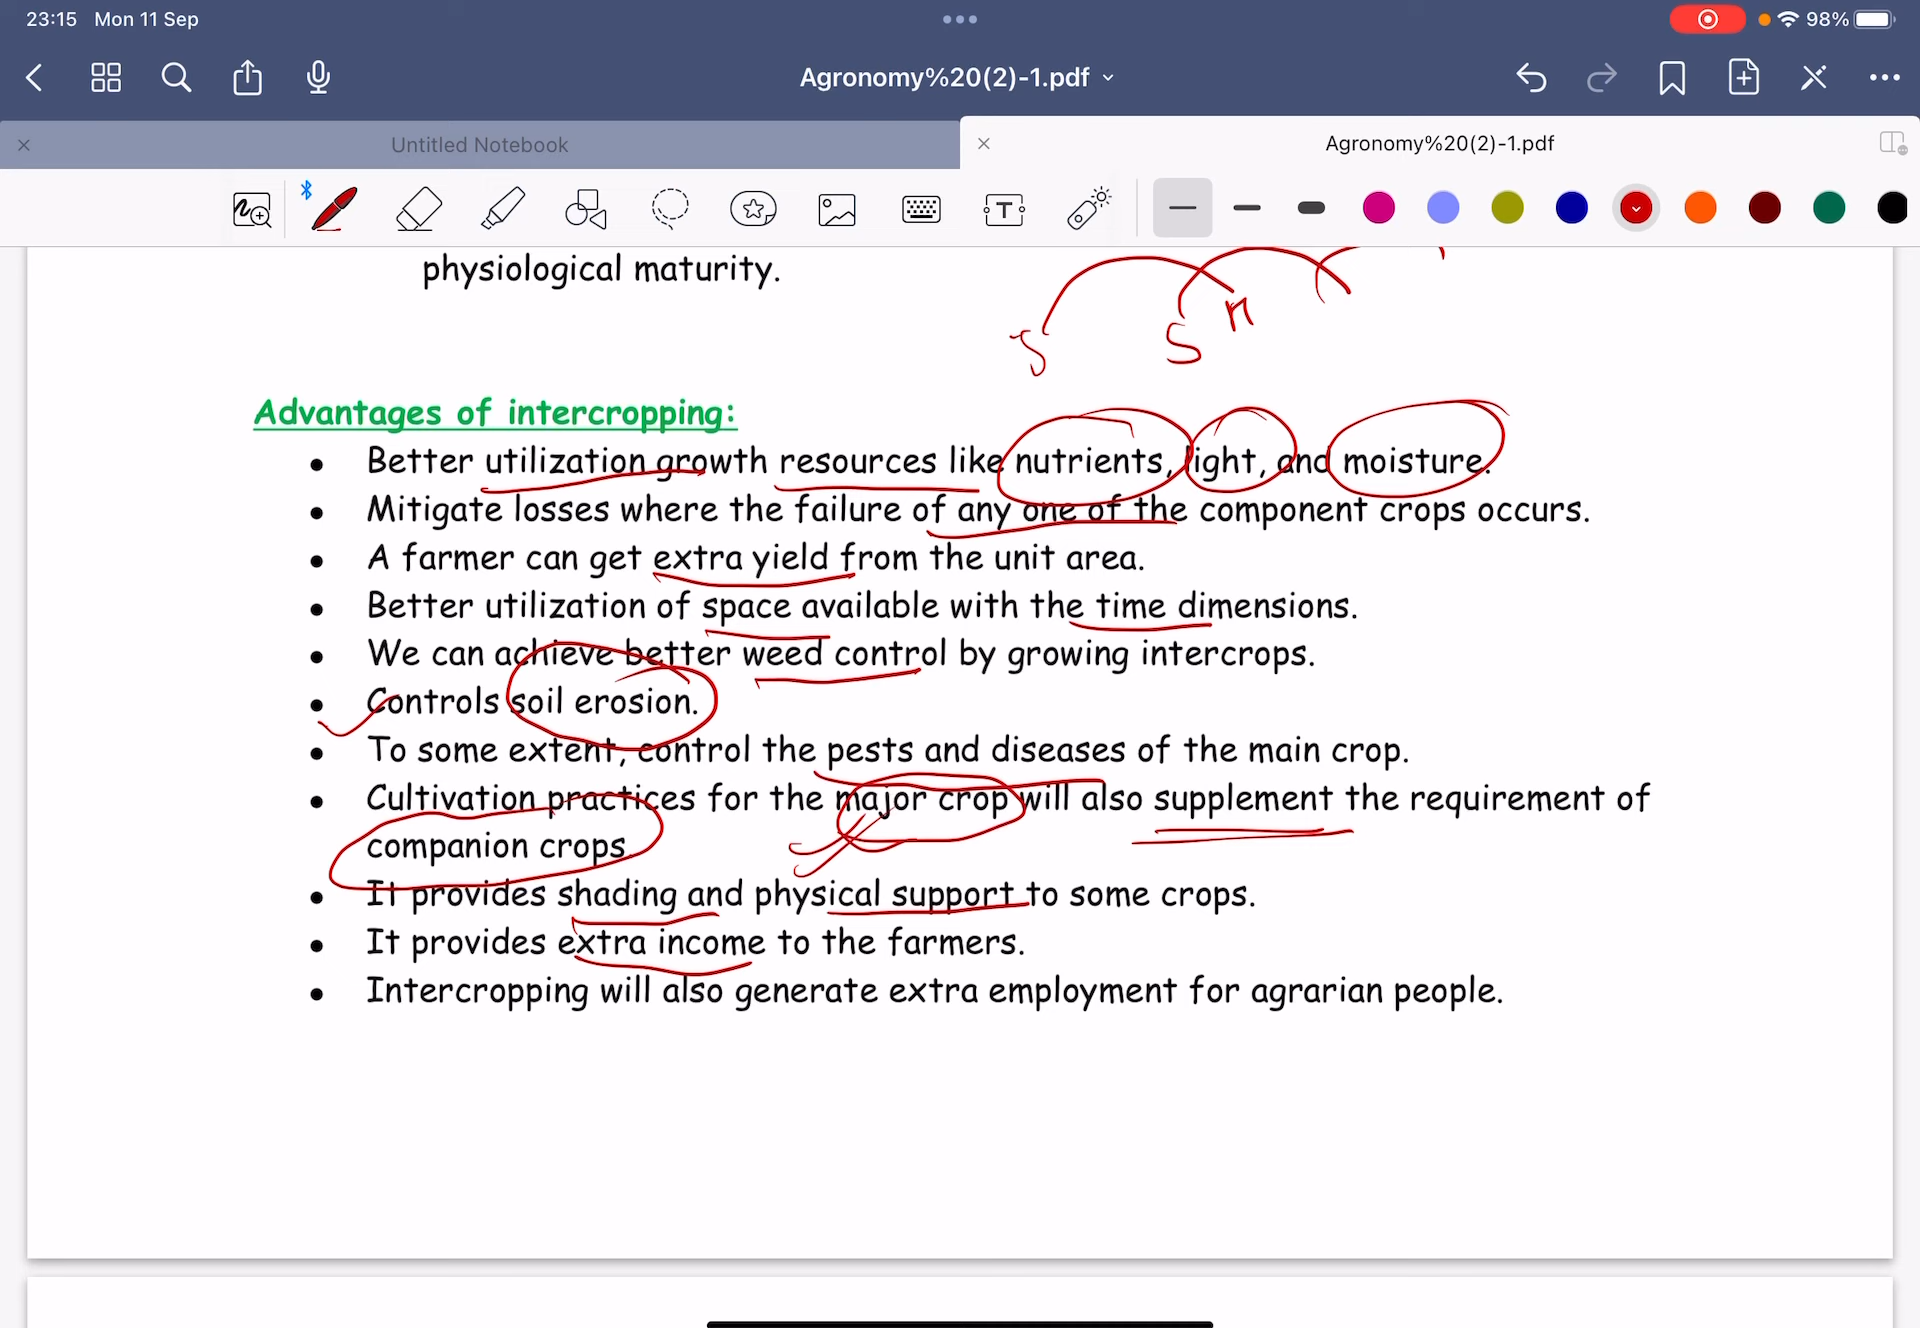 23:15 Mon 11 Sep
98%
Agronomy%20(2)-1.pdf
Untitled Notebook
Agronomy%20(2)-1.pdf
T
physiological maturity.
S S n
Advantages of intercropping:
• Better utilization growth resources like nutrients, light, and moisture.
• Mitigate losses where the failure of any one of the component crops occurs.
• A farmer can get extra yield from the unit area.
• Better utilization of space available with the time dimensions.
• We can achieve better weed control by growing intercrops.
• Controls soil erosion.
• To some extent, control the pests and diseases of the main crop.
• Cultivation practices for the major crop will also supplement the requirement of
companion crops.
• It provides shading and physical support to some crops.
• It provides extra income to the farmers.
• Intercropping will also generate extra employment for agrarian people.